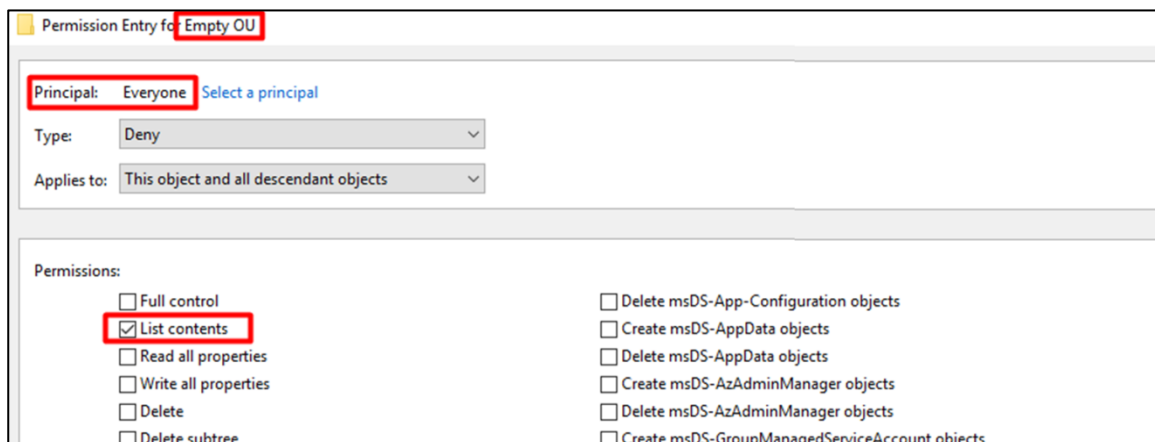 Permission Entry for Empty OU
Principal: Everyone Select a principal
Type: Deny
Applies to: This object and all descendant objects
Permissions:
Full control
List contents
Read all properties
Write all properties
Delete
Delete subtree
Delete msDS-App-Configuration objects
Create msDS-AppData objects
Delete msDS-AppData objects
Create msDS-AzAdminManager objects
Delete msDS-AzAdminManager objects
Create msDS-GroupManagedServiceAccount objects